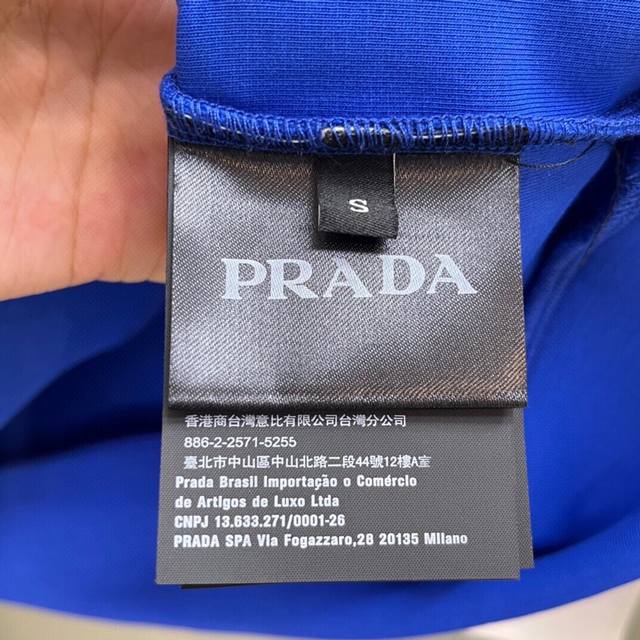 S
PRADA
香港商台灣意比有限公司台灣分公司
886-2-2571-5255
臺北市中山區中山北路二段44號12樓A室
Prada Brasil Importação o Comércio
de Artigos de Luxo Ltda
CNPJ 13.633.271/0001-26
PRADA SPA VIa Fogazzaro,28 20135 Milano